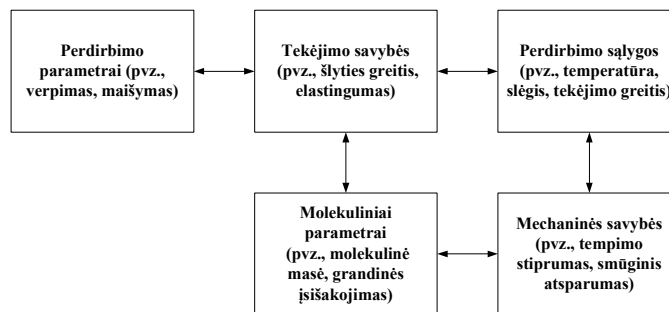 Perdirbimo
parametrai (pvz.,
verpimas, maišymas)
Tekėjimo savybės
(pvz., šlyties greitis,
elastingumas)
Perdirbimo sąlygos
(pvz., temperatūra,
slėgis, tekėjimo greitis)
Molekuliniai
parametrai
(pvz., molekulinė
masė, grandinės
įsišakojimas)
Mechaninės savybės
(pvz., tempimo
stiprumas, smūginis
atsparumas)